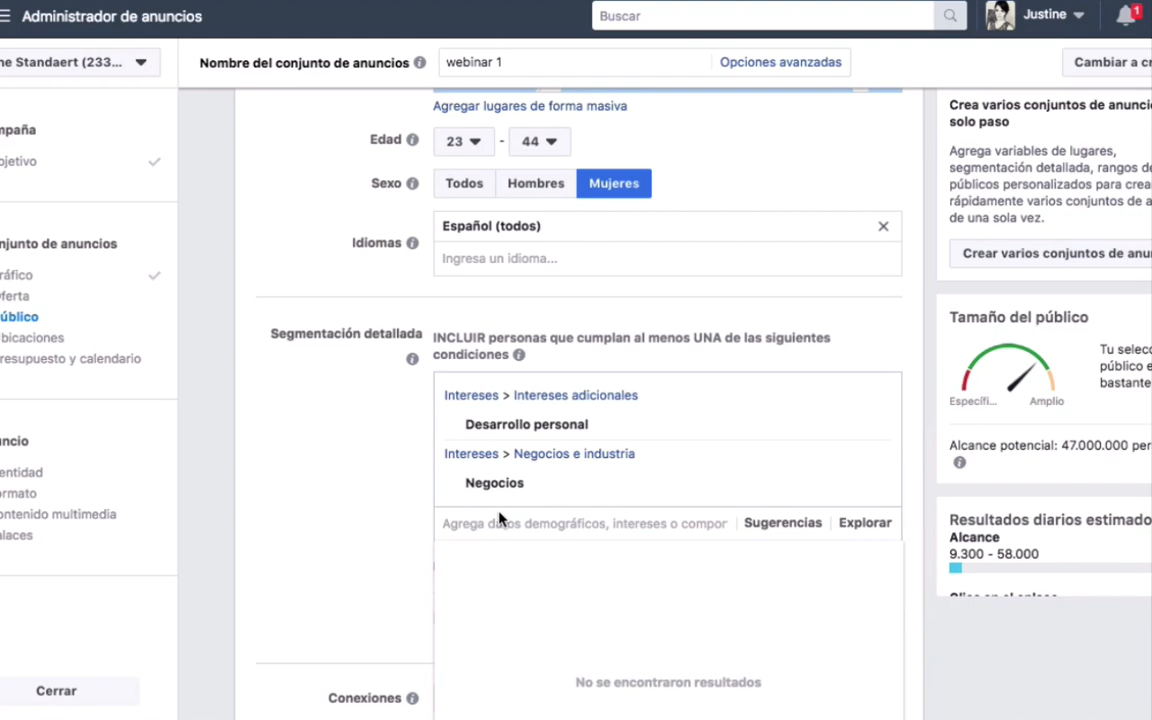 Administrador de anuncios
Buscar
Justine
1
ne Standaert (233...
Nombre del conjunto de anuncios
webinar 1
Opciones avanzadas
Cambiar a cr
mpaña
bjetivo
njunto de anuncios
ráfico
ferta
úblico
bicaciones
resupuesto y calendario
ncio
entidad
ormato
ontenido multimedia
nlaces
Cerrar
Agregar lugares de forma masiva
Edad
23 - 44
Sexo
Todos
Hombres
Mujeres
Idiomas
Español (todos)
Ingresa un idioma...
Segmentación detallada
INCLUIR personas que cumplan al menos UNA de las siguientes
condiciones
Intereses > Intereses adicionales
Desarrollo personal
Intereses > Negocios e industria
Negocios
Agrega datos demográficos, intereses o compor
Sugerencias
Explorar
No se encontraron resultados
Conexiones
Crea varios conjuntos de anunci
solo paso
Agrega variables de lugares,
segmentación detallada, rangos de
públicos personalizados para crea
rápidamente varios conjuntos de a
de una sola vez.
Crear varios conjuntos de anu
Tamaño del público
Específi...
Amplio
Tu selec
público e
bastante
Alcance potencial: 47.000.000 per
Resultados diarios estimado
Alcance
9.300 - 58.000